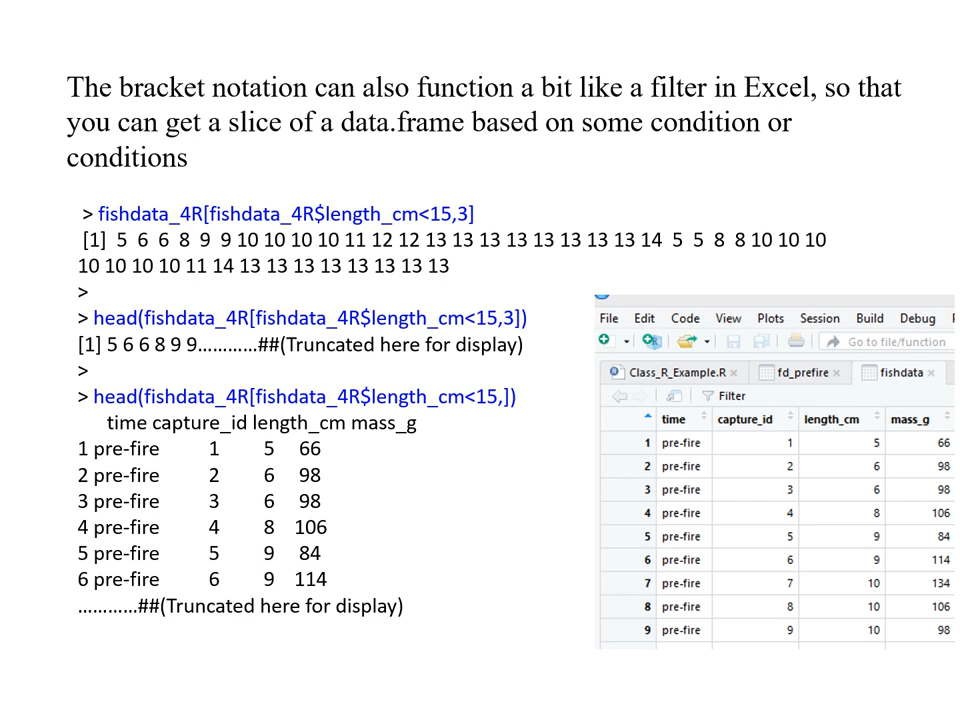 The bracket notation can also function a bit like a filter in Excel, so that
you can get a slice of a data.frame based on some condition or
conditions
> fishdata_4R[fishdata_4R$length_cm<15,3]
[1]  5  6  6  8  9  9 10 10 10 10 11 12 12 13 13 13 13 13 13 13 13 14  5  5  8  8 10 10 10
10 10 10 10 11 14 13 13 13 13 13 13 13 13 13
>
> head(fishdata_4R[fishdata_4R$length_cm<15,3])
[1] 5 6 6 8 9 9…………##(Truncated here for display)
>
> head(fishdata_4R[fishdata_4R$length_cm<15,])
time capture_id length_cm mass_g
1 pre-fire 1 5 66
2 pre-fire 2 6 98
3 pre-fire 3 6 98
4 pre-fire 4 8 106
5 pre-fire 5 9 84
6 pre-fire 6 9 114
…………##(Truncated here for display)
File Edit Code View Plots Session Build Debug
Go to file/function
Class_R_Example.R × fd_prefire × fishdata ×
Filter
time capture_id length_cm mass_g
1 pre-fire 1 5 66
2 pre-fire 2 6 98
3 pre-fire 3 6 98
4 pre-fire 4 8 106
5 pre-fire 5 9 84
6 pre-fire 6 9 114
7 pre-fire 7 10 134
8 pre-fire 8 10 106
9 pre-fire 9 10 98